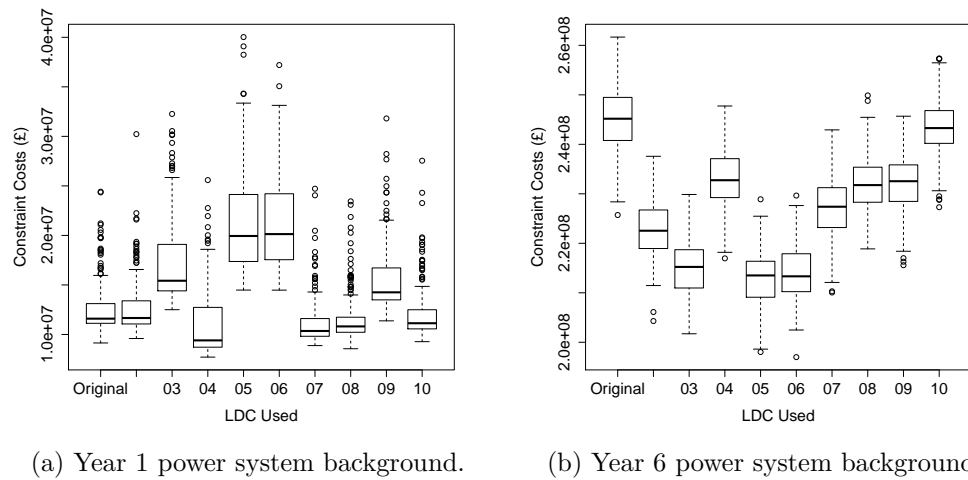 4.0e+07
3.0e+07
2.0e+07
1.0e+07
Constraint Costs (£)
Original 03 04 05 06 07 08 09 10
LDC Used
(a) Year 1 power system background.
2.6e+08
2.4e+08
2.2e+08
2.0e+08
Constraint Costs (£)
Original 03 04 05 06 07 08 09 10
LDC Used
(b) Year 6 power system background